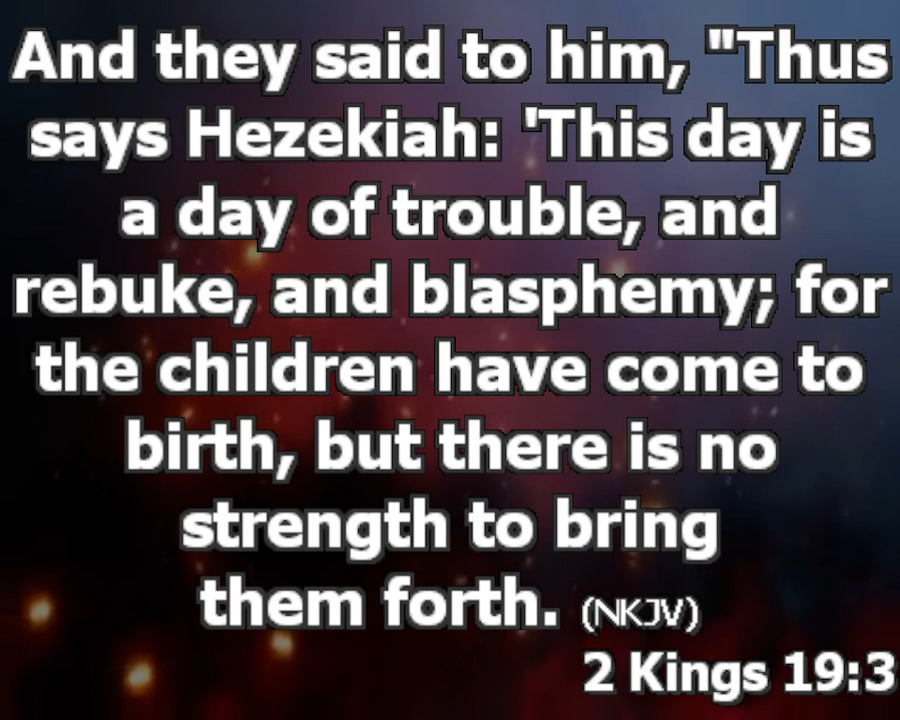 And they said to him, "Thus
says Hezekiah: 'This day is
a day of trouble, and
rebuke, and blasphemy; for
the children have come to
birth, but there is no
strength to bring
them forth. (NKJV)
2 Kings 19:3